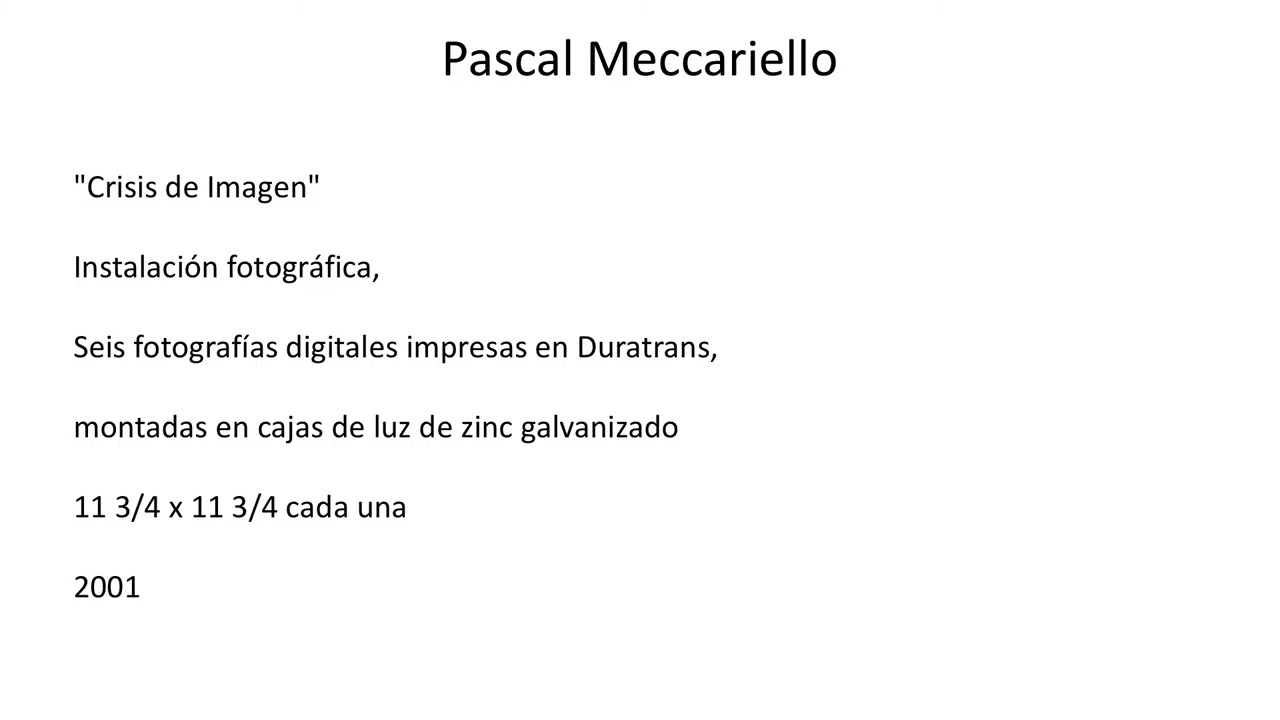 Pascal Meccariello
"Crisis de Imagen"
Instalación fotográfica,
Seis fotografías digitales impresas en Duratrans,
montadas en cajas de luz de zinc galvanizado
11 3/4 x 11 3/4 cada una
2001